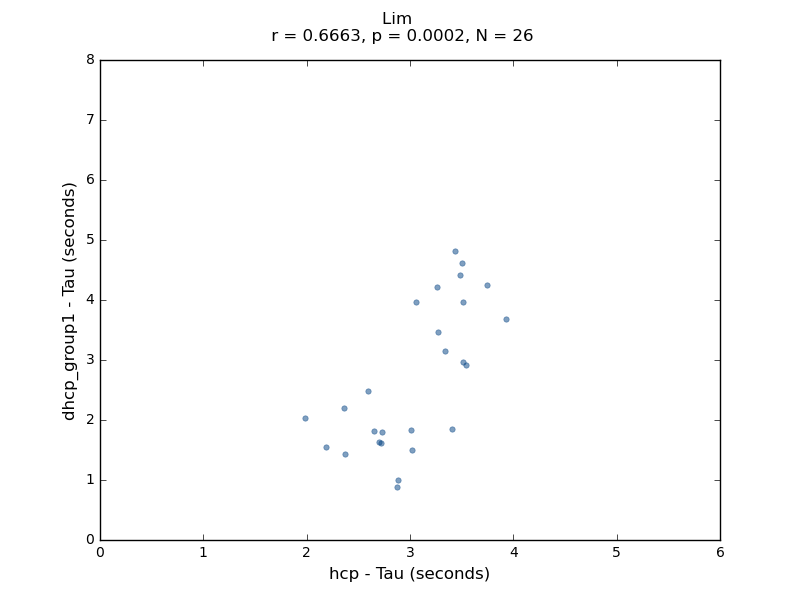 Lim
r = 0.6663, p = 0.0002, N = 26
8
7
6
5
4
3
2
1
0
dhcp_group1 - Tau (seconds)
0 1 2 3 4 5 6
hcp - Tau (seconds)